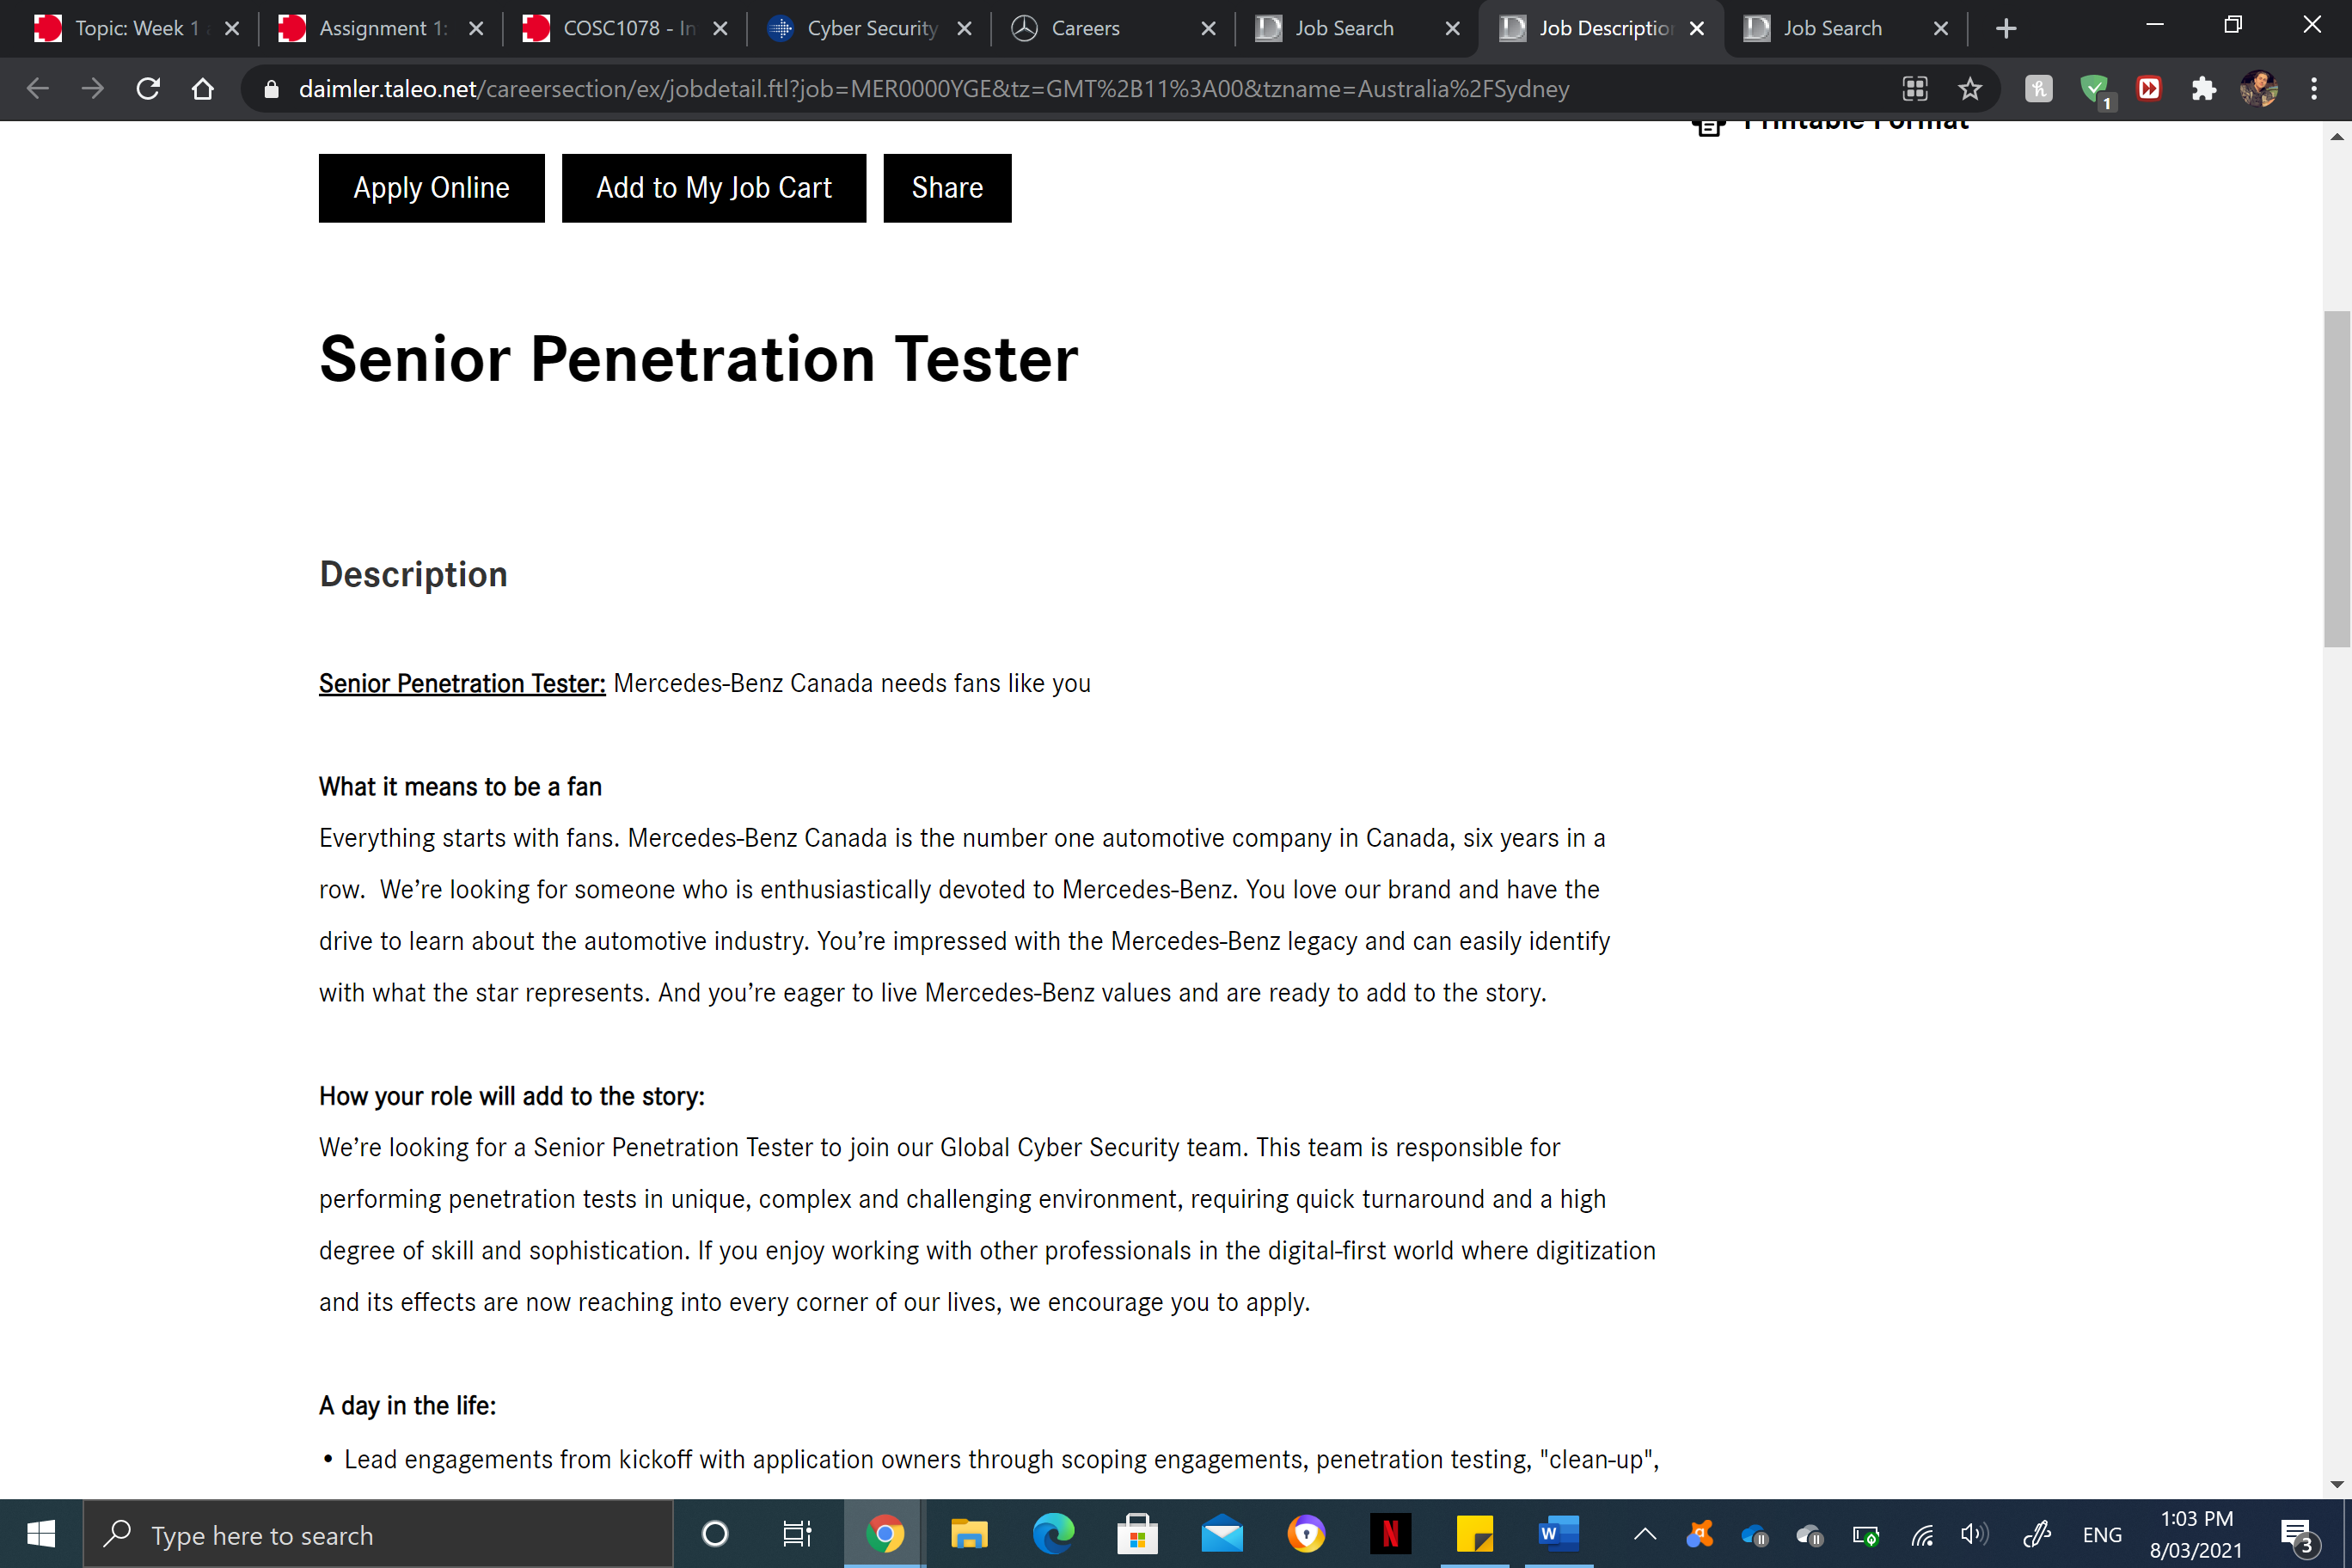 Topic: Week 1
Assignment 1:
COSC1078 - In
Cyber Security
Careers
Job Search
Job Description
Job Search
daimler.taleo.net/careersection/ex/jobdetail.ftl?job=MER0000YGE&tz=GMT%2B11%3A00&tzname=Australia%2FSydney
1
Printable Format
Apply Online
Add to My Job Cart
Share
Senior Penetration Tester
Description
Senior Penetration Tester: Mercedes-Benz Canada needs fans like you
What it means to be a fan
Everything starts with fans. Mercedes-Benz Canada is the number one automotive company in Canada, six years in a
row.  We’re looking for someone who is enthusiastically devoted to Mercedes-Benz. You love our brand and have the
drive to learn about the automotive industry. You’re impressed with the Mercedes-Benz legacy and can easily identify
with what the star represents. And you’re eager to live Mercedes-Benz values and are ready to add to the story.
How your role will add to the story:
We’re looking for a Senior Penetration Tester to join our Global Cyber Security team. This team is responsible for
performing penetration tests in unique, complex and challenging environment, requiring quick turnaround and a high
degree of skill and sophistication. If you enjoy working with other professionals in the digital-first world where digitization
and its effects are now reaching into every corner of our lives, we encourage you to apply.
A day in the life:
• Lead engagements from kickoff with application owners through scoping engagements, penetration testing, "clean-up",
Type here to search
ENG
1:03 PM
8/03/2021
3